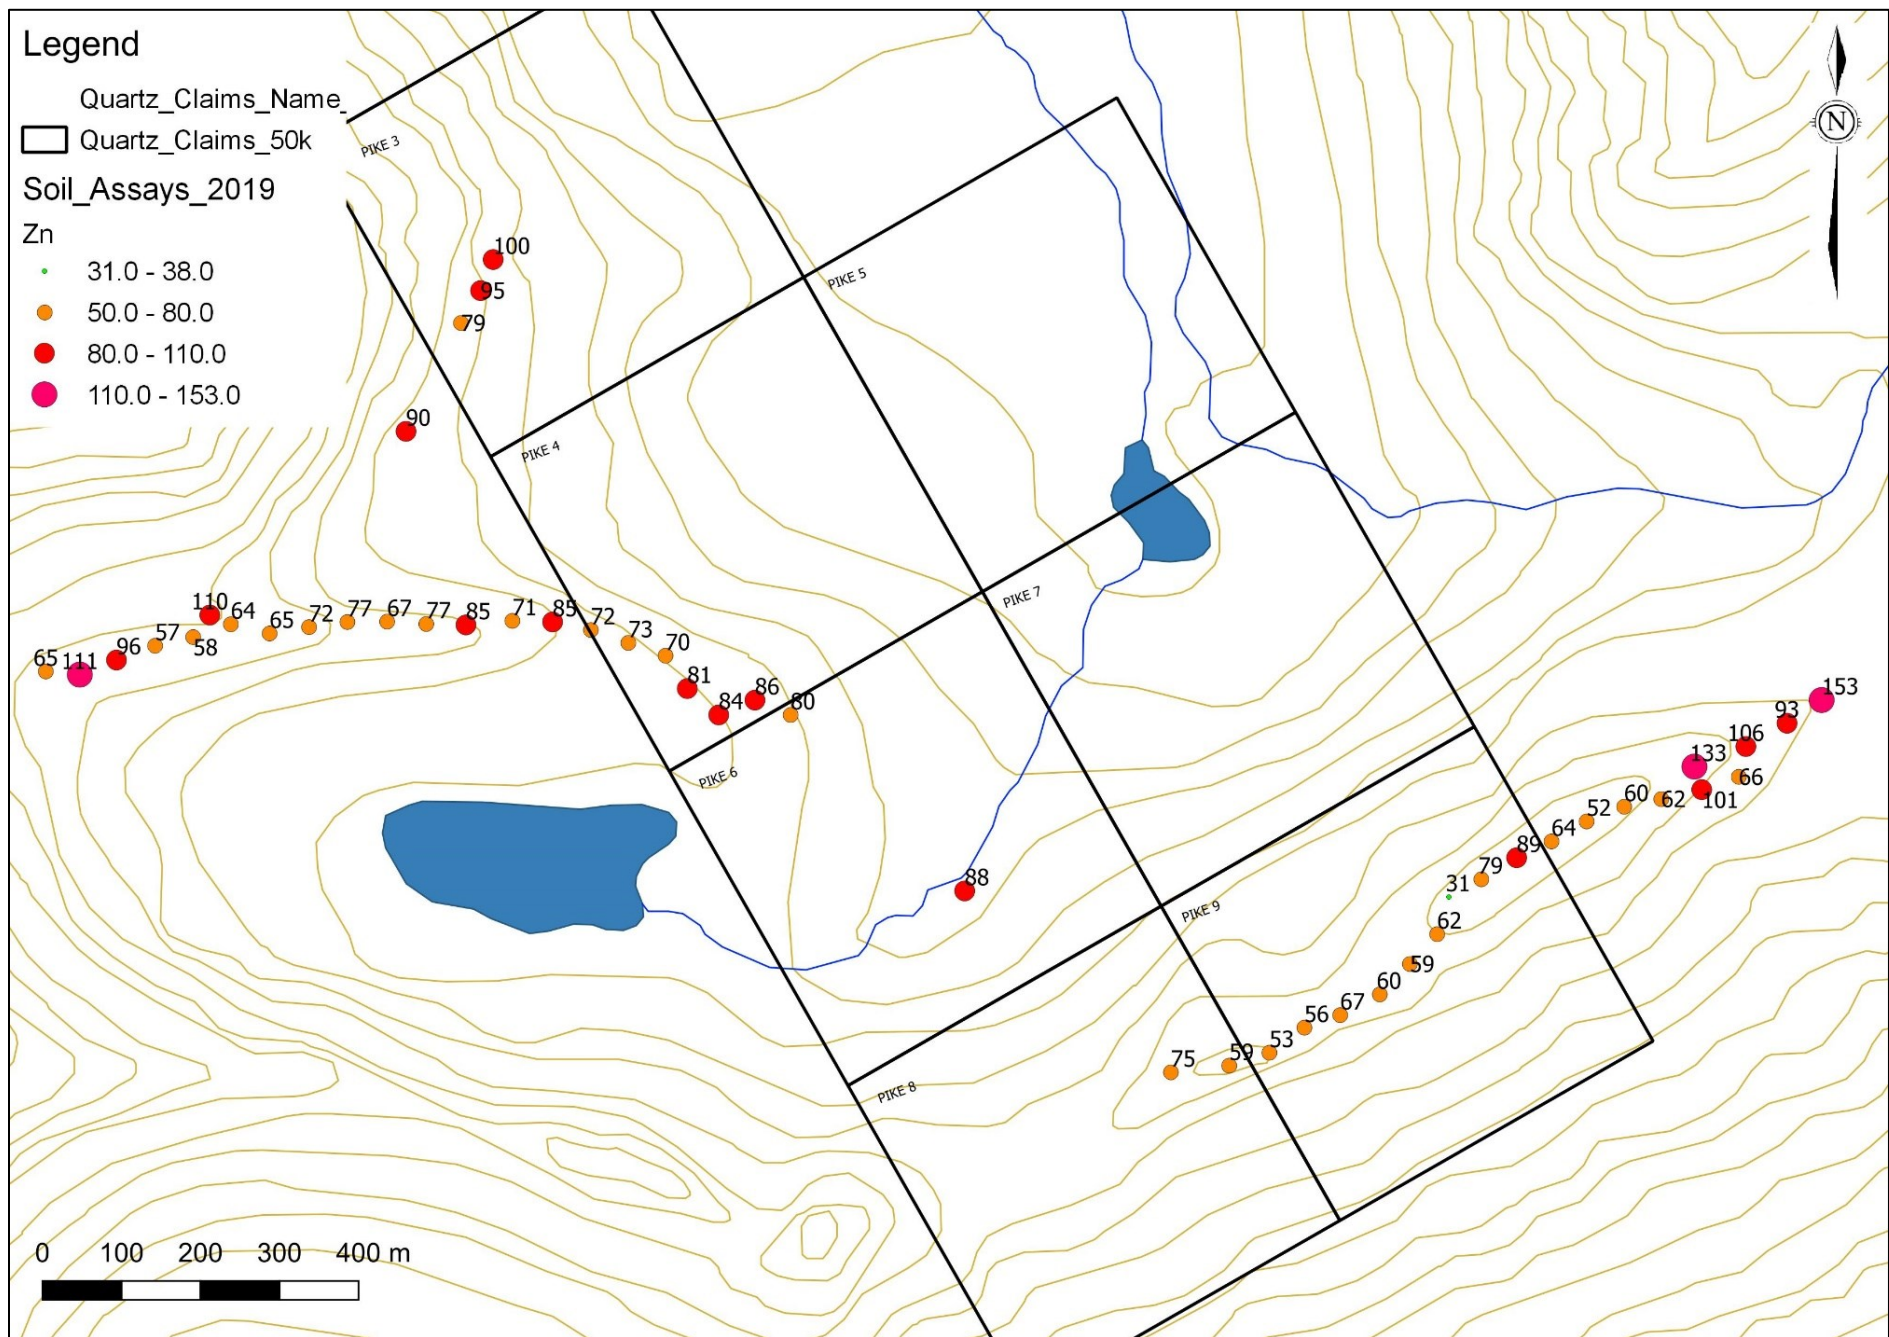 Legend
Quartz_Claims_Name_
Quartz_Claims_50k
Soil_Assays_2019
Zn
31.0 - 38.0
50.0 - 80.0
80.0 - 110.0
110.0 - 153.0
N
PIKE 3
100
95
79
PIKE 5
90
PIKE 4
PIKE 7
110
64
65
72
77
67
77
85
71
85
72
73
70
57
58
96
65
111
81
84
86
80
PIKE 6
153
93
106
133
66
101
62
60
52
64
89
79
31
88
PIKE 9
62
59
60
67
56
53
59
75
PIKE 8
0 100 200 300 400 m